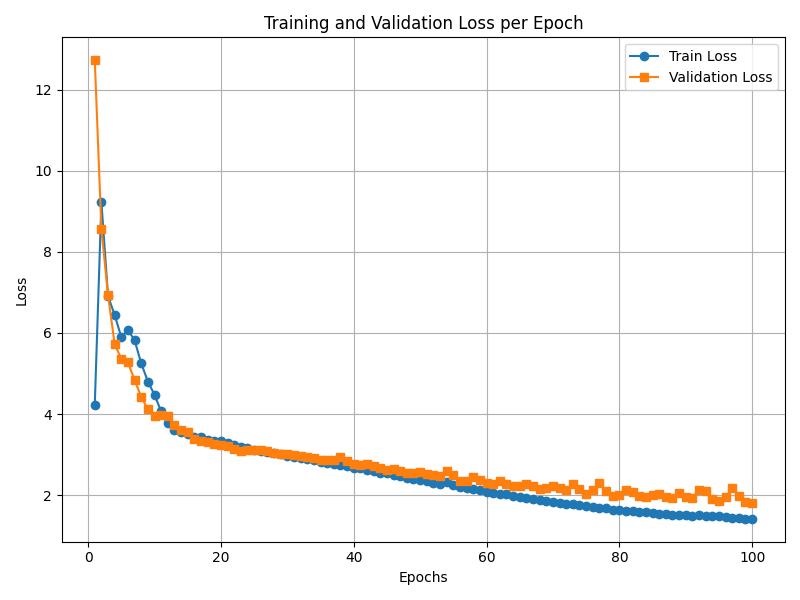 Training and Validation Loss per Epoch
Train Loss
Validation Loss
12
10
8
6
4
2
Loss
0 20 40 60 80 100
Epochs